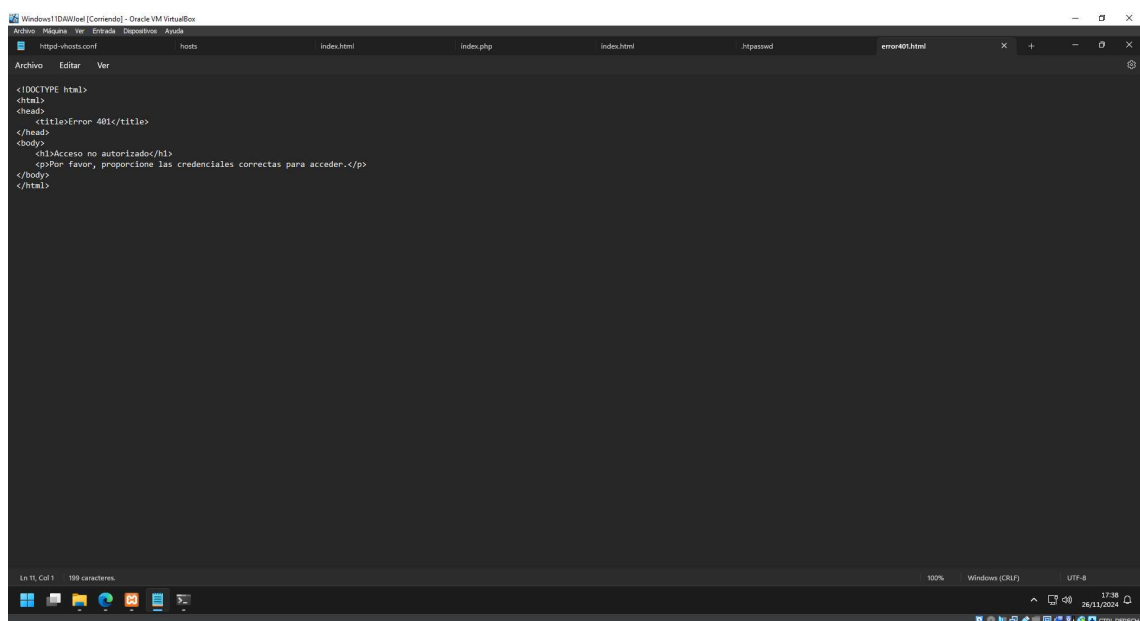 Windows11DAWJoel [Corriendo] - Oracle VM VirtualBox
Archivo Máquina Ver Entrada Dispositivos Ayuda
httpd-vhosts.conf hosts index.html index.php index.html .htpasswd error401.html
Archivo Editar Ver
<!DOCTYPE html>
<html>
<head>
    <title>Error 401</title>
</head>
<body>
    <h1>Acceso no autorizado</h1>
    <p>Por favor, proporcione las credenciales correctas para acceder.</p>
</body>
</html>
Ln 11, Col 1 199 caracteres. 100% Windows (CRLF) UTF-8
17:38
26/11/2024
CTRL DERECHA